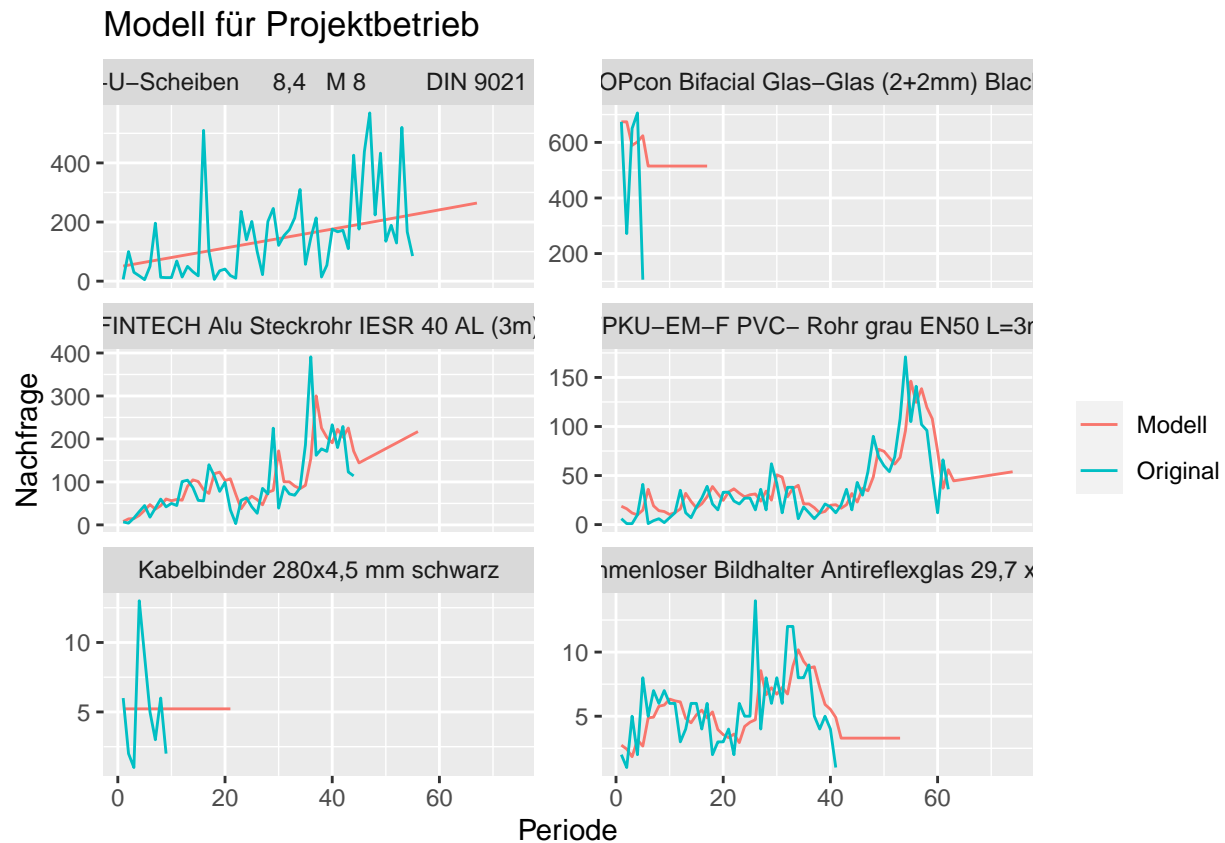 Modell für Projektbetrieb
-U-Scheiben 8,4 M 8 DIN 9021
OPcon Bifacial Glas-Glas (2+2mm) Blac
400
200
0
600
400
200
FINTECH Alu Steckrohr IESR 40 AL (3m)
PKU-EM-F PVC- Rohr grau EN50 L=3
400
300
200
100
0
150
100
50
0
Nachfrage
Modell
Original
Kabelbinder 280x4,5 mm schwarz
menloser Bildhalter Antireflexglas 29,7 x
10
5
10
5
0 20 40 60
0 20 40 60
Periode